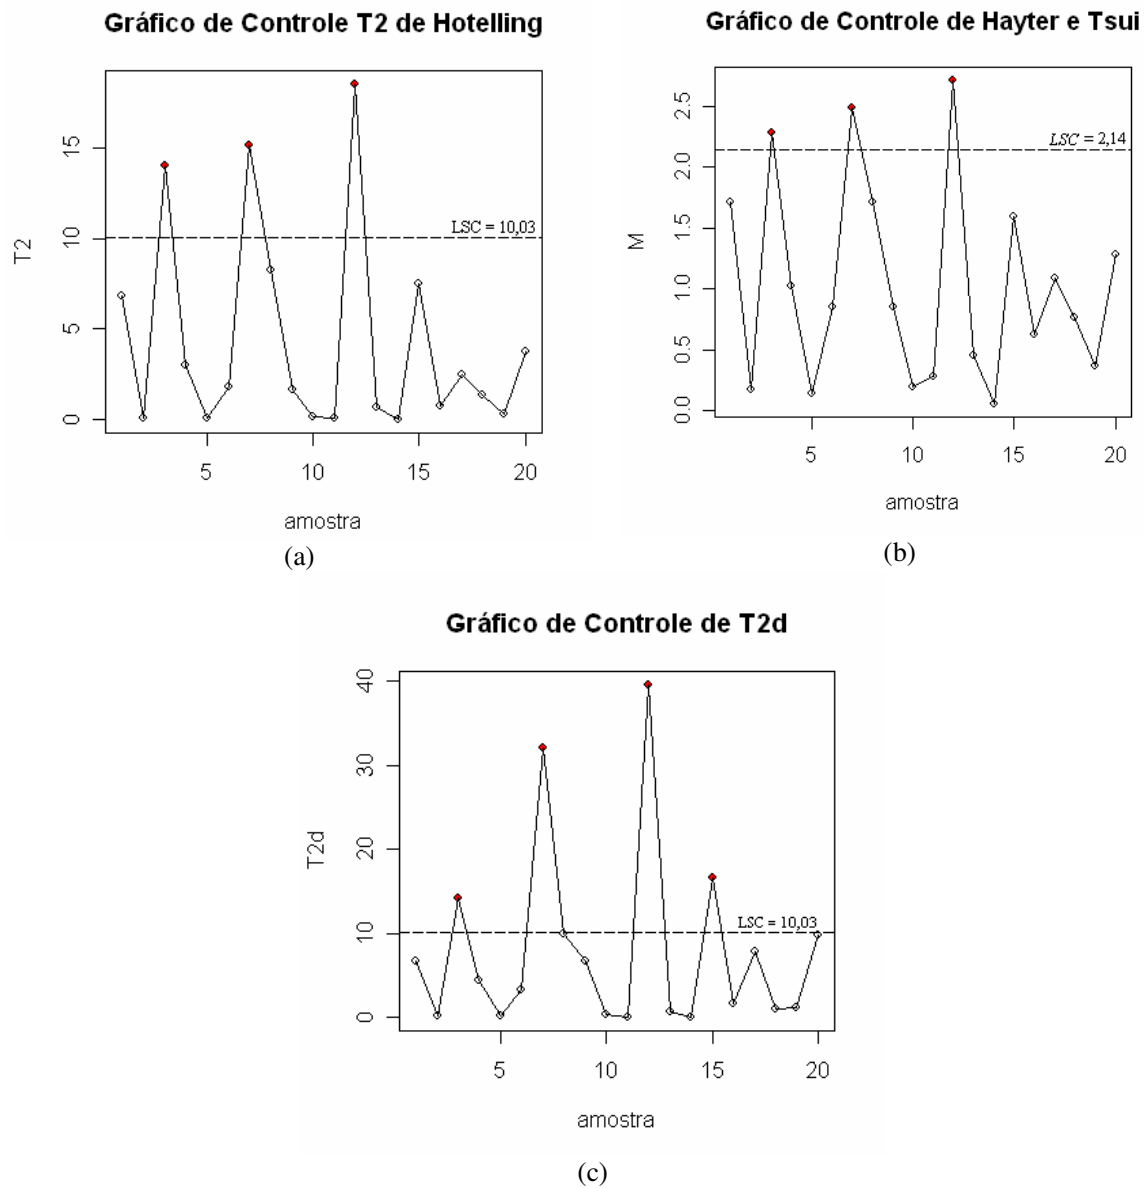 Gráfico de Controle T2 de Hotelling
15
10
5
0
T2
LSC = 10,03
5 10 15 20
amostra
(a)
Gráfico de Controle de Hayter e Tsui
2.5
2.0
1.5
1.0
0.5
0.0
M
LSC = 2,14
5 10 15 20
amostra
(b)
Gráfico de Controle de T2d
40
30
20
10
0
T2d
LSC = 10,03
5 10 15 20
amostra
(c)